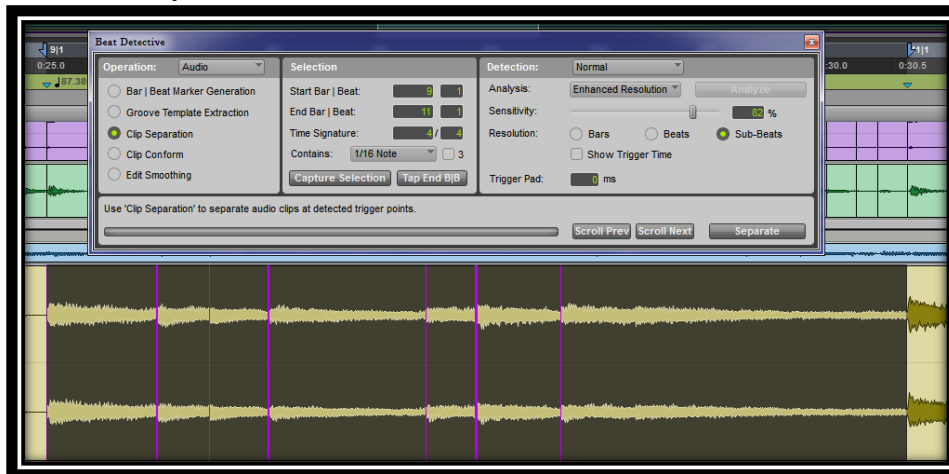 9|1
11|1
0:25.0
:30.0
0:30.5
87.38
Beat Detective
Operation: Audio
Bar | Beat Marker Generation
Groove Template Extraction
Clip Separation
Clip Conform
Edit Smoothing
Selection
Start Bar | Beat: 9 1
End Bar | Beat: 11 1
Time Signature: 4 / 4
Contains: 1/16 Note 3
Capture Selection Tap End B|B
Detection: Normal
Analysis: Enhanced Resolution Analyze
Sensitivity: 82 %
Resolution: Bars Beats Sub-Beats
Show Trigger Time
Trigger Pad: 0 ms
Use 'Clip Separation' to separate audio clips at detected trigger points.
Scroll Prev Scroll Next Separate